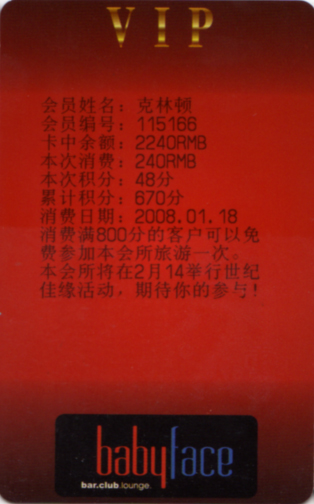 VIP
会员姓名：克林顿
会员编号：115166
卡中余额：2240RMB
本次消费：240RMB
本次积分：48分
累计积分：670分
消费日期：2008.01.18
消费满800分的客户可以免
费参加本会所旅游一次。
本会所将在2月14举行世纪
佳缘活动，期待你的参与！
babyface
bar.club.lounge.